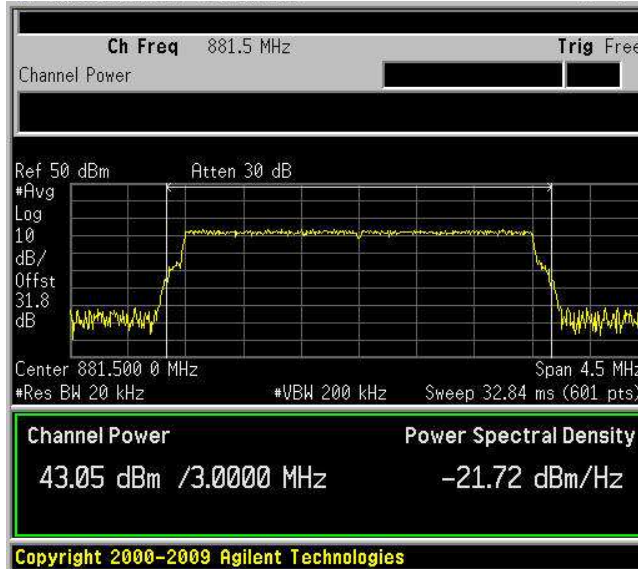 Ch Freq 881.5 MHz Trig Free
Channel Power
Ref 50 dBm Atten 30 dB
#Avg
Log
10
dB/
Offst
31.8
dB
Center 881.500 0 MHz Span 4.5 MHz
#Res BW 20 kHz #VBW 200 kHz Sweep 32.84 ms (601 pts)
Channel Power Power Spectral Density
43.05 dBm /3.0000 MHz -21.72 dBm/Hz
Copyright 2000-2009 Agilent Technologies